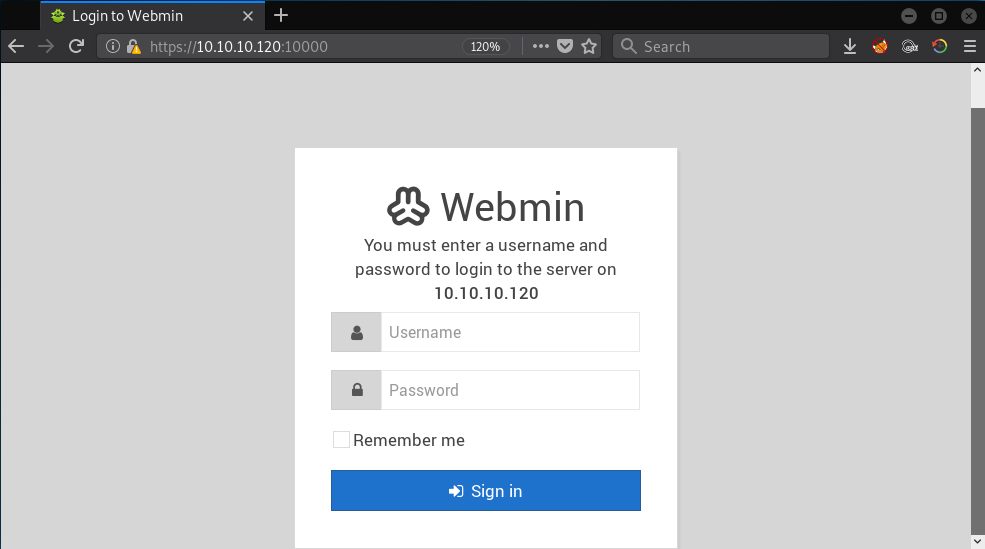 Login to Webmin
https://10.10.10.120:10000
120%
Search
Webmin
You must enter a username and
password to login to the server on
10.10.10.120
Username
Password
Remember me
Sign in